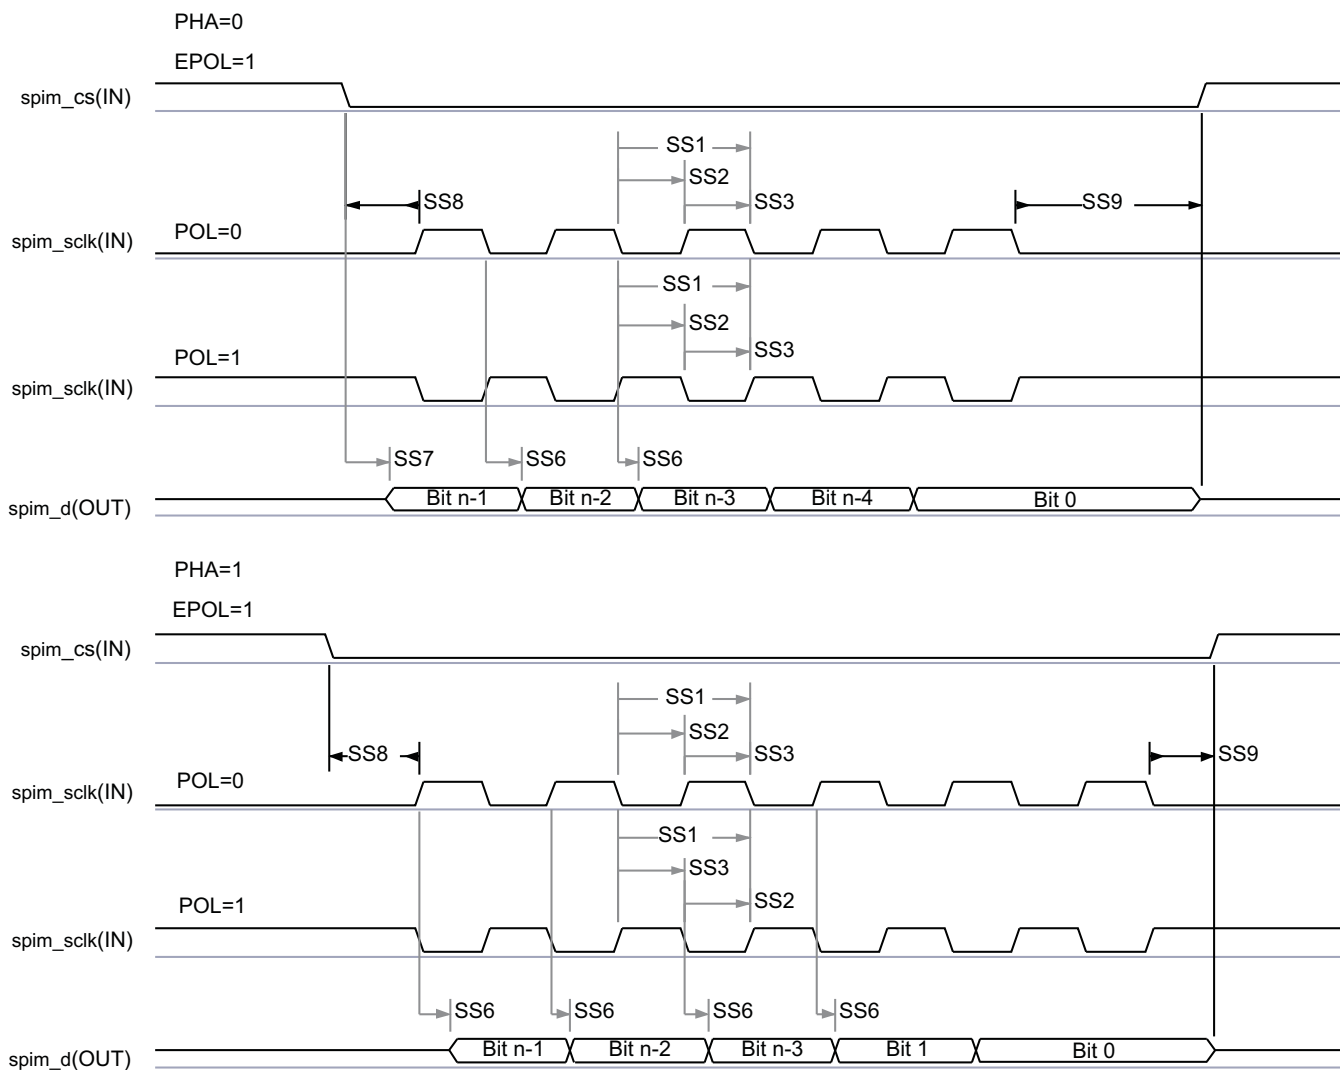 PHA=0
EPOL=1
spim_cs(IN)
SS1
SS2
SS8
SS3
SS9
POL=0
spim_sclk(IN)
SS1
SS2
SS3
POL=1
spim_sclk(IN)
SS7
SS6
SS6
spim_d(OUT)
Bit n-1
Bit n-2
Bit n-3
Bit n-4
Bit 0
PHA=1
EPOL=1
spim_cs(IN)
SS1
SS2
SS8
SS3
SS9
POL=0
spim_sclk(IN)
SS1
SS3
SS2
POL=1
spim_sclk(IN)
SS6
SS6
SS6
SS6
spim_d(OUT)
Bit n-1
Bit n-2
Bit n-3
Bit 1
Bit 0